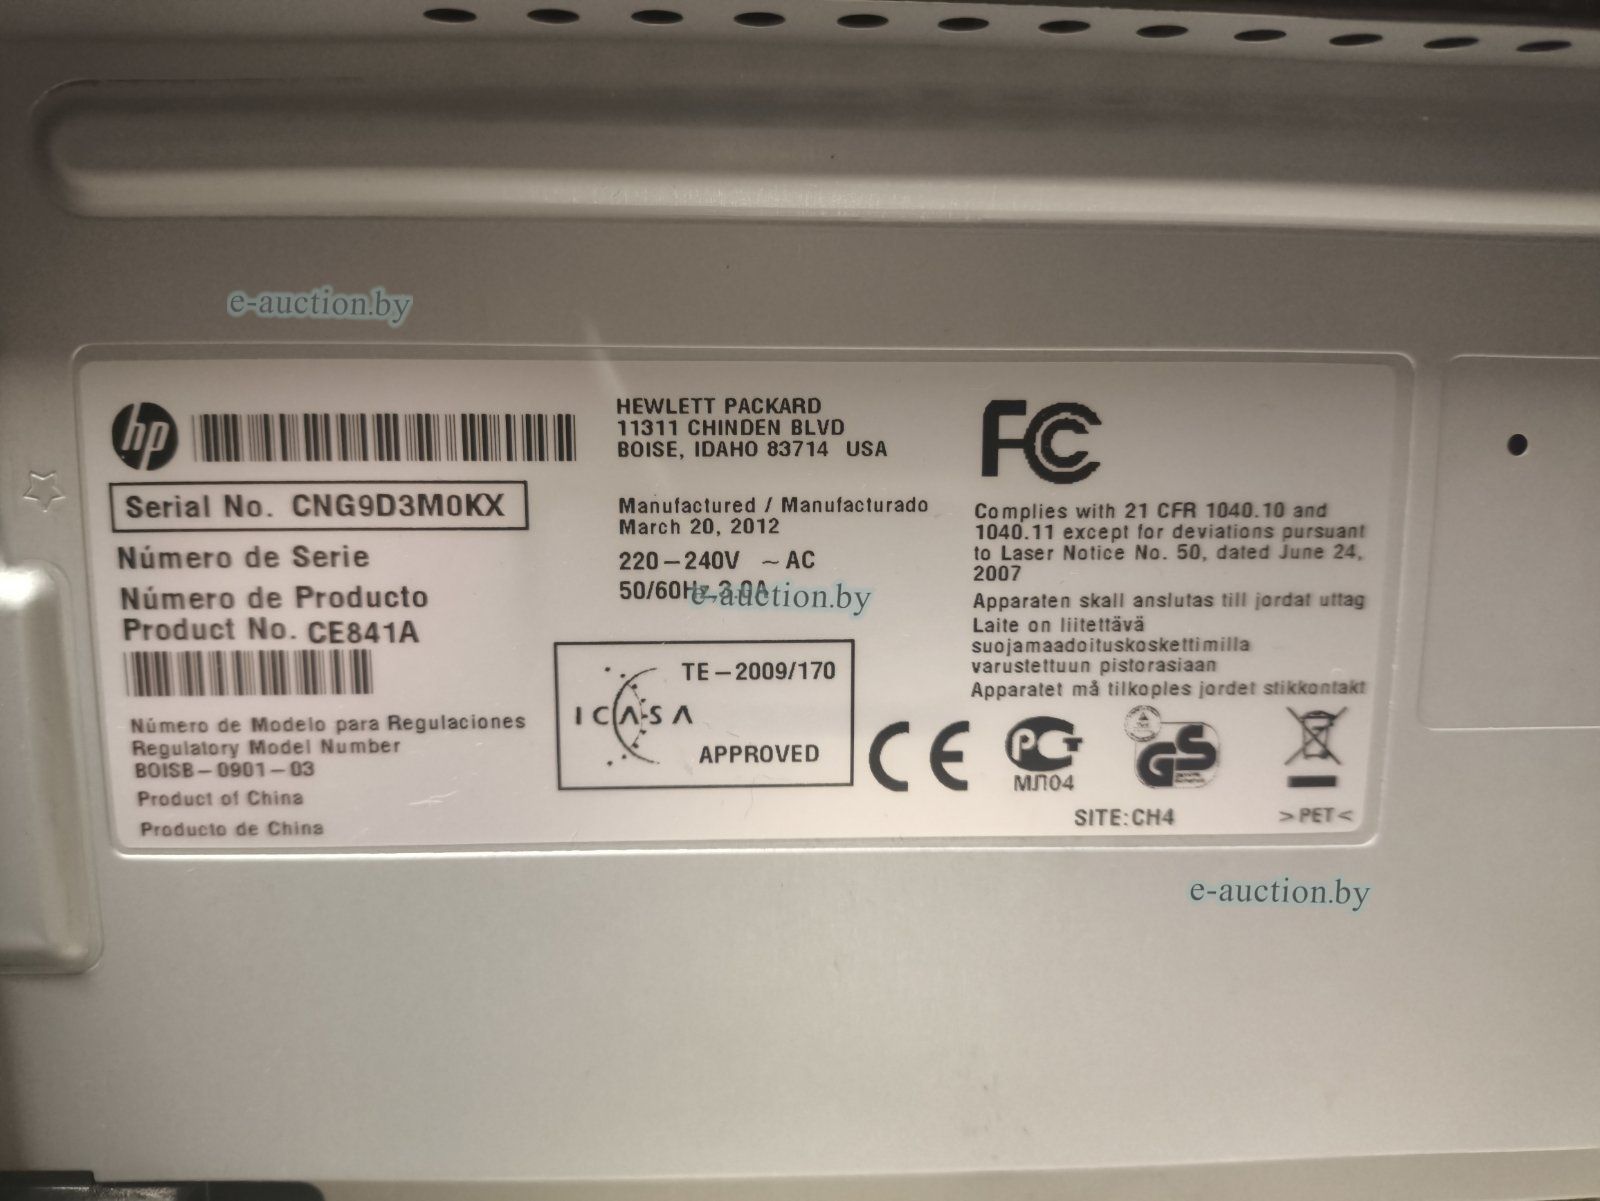 e-auction.by
hp
Serial No. CNG9D3M0KX
Número de Serie
Número de Producto
Product No. CE841A
Número de Modelo para Regulaciones
Regulatory Model Number
BOISB-0901-03
Product of China
Producto de China
HEWLETT PACKARD
11311 CHINDEN BLVD
BOISE, IDAHO 83714 USA
Manufactured / Manufacturado
March 20, 2012
220-240V ~ AC
50/60Hz 3.0A
e-auction.by
TE-2009/170
ICASA
APPROVED
FC
Complies with 21 CFR 1040.10 and
1040.11 except for deviations pursuant
to Laser Notice No. 50, dated June 24,
2007
Apparaten skall anslutas till jordat uttag
Laite on liitettävä
suojamaadoituskoskettimilla
varustettuun pistorasiaan
Apparatet må tilkoples jordet stikkontakt
CE
РСТ
МЛ04
GS
SITE:CH4
>PET<
e-auction.by